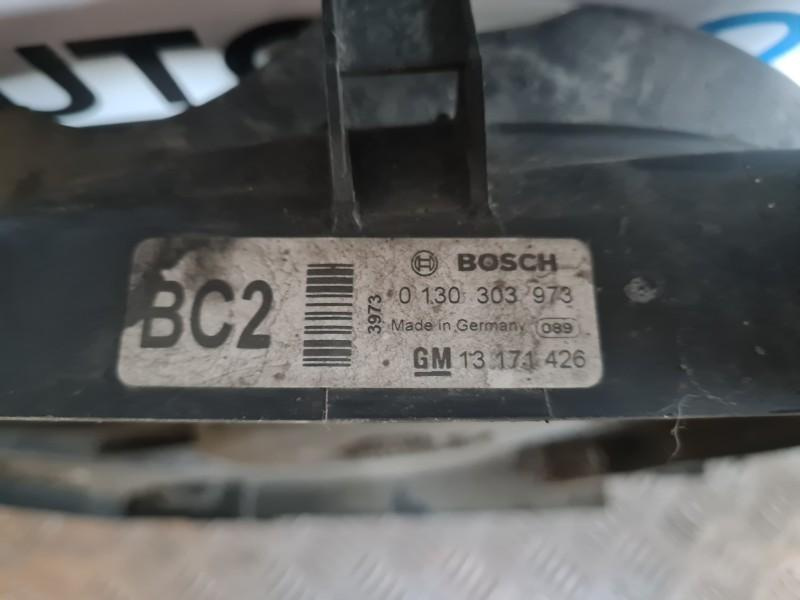 BC2
3973
BOSCH
0 130 303 973
Made in Germany 089
GM 13 171 426